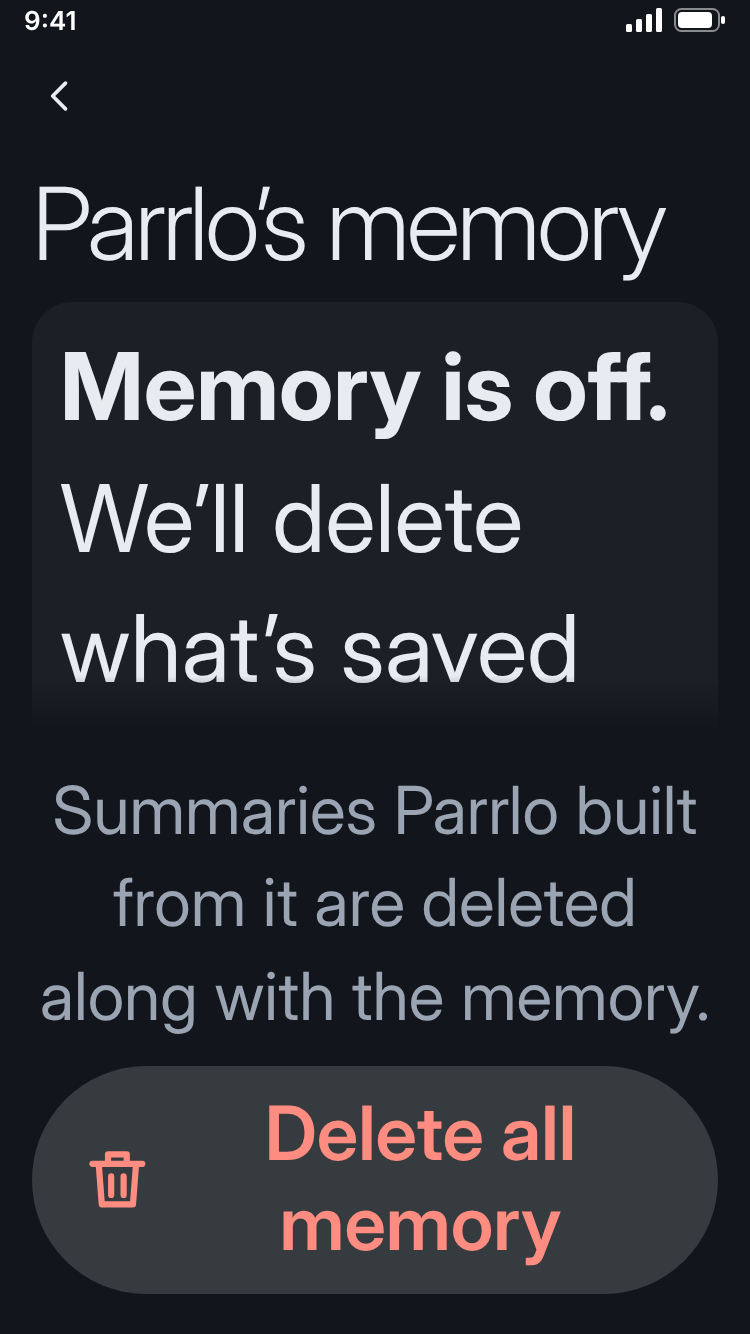 9:41
Parrlo’s memory
Memory is off.
We’ll delete
what’s saved
Summaries Parrlo built
from it are deleted
along with the memory.
Delete all
memory